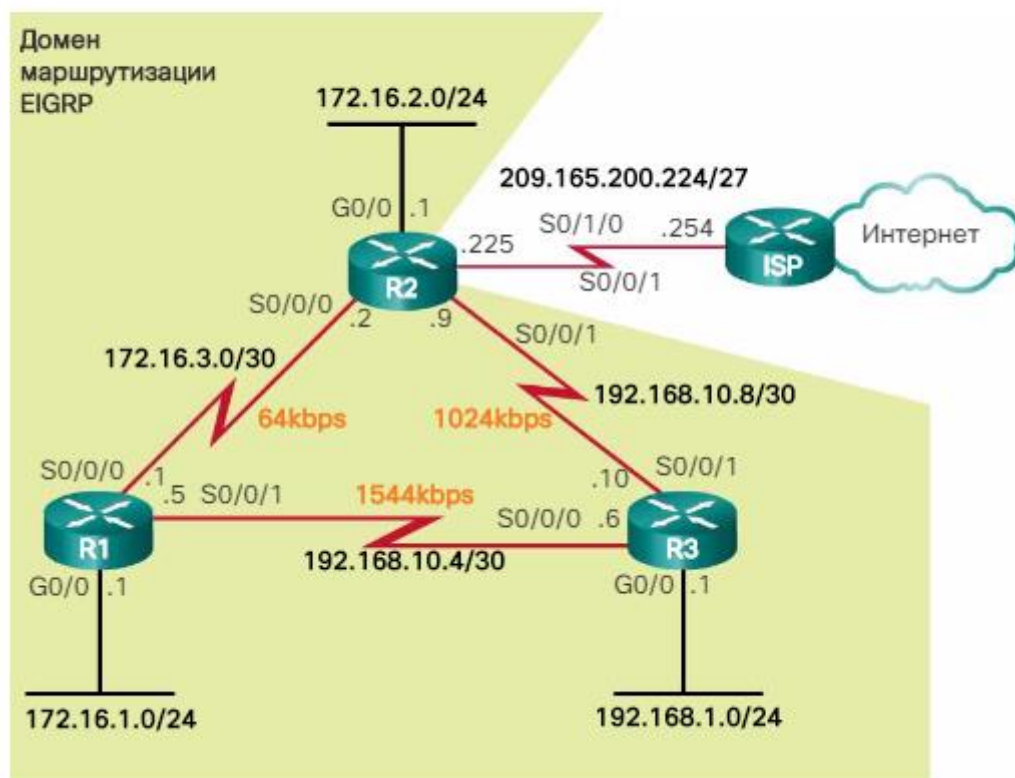 Домен
маршрутизации
EIGRP
172.16.2.0/24
209.165.200.224/27
G0/0 .1
S0/1/0
.254
.225
Интернет
ISP
R2
S0/0/1
S0/0/0
.2
.9
S0/0/1
172.16.3.0/30
192.168.10.8/30
64kbps
1024kbps
S0/0/0
.1
.10
S0/0/1
.5
S0/0/1
1544kbps
S0/0/0
.6
R1
R3
192.168.10.4/30
G0/0 .1
G0/0 .1
172.16.1.0/24
192.168.1.0/24